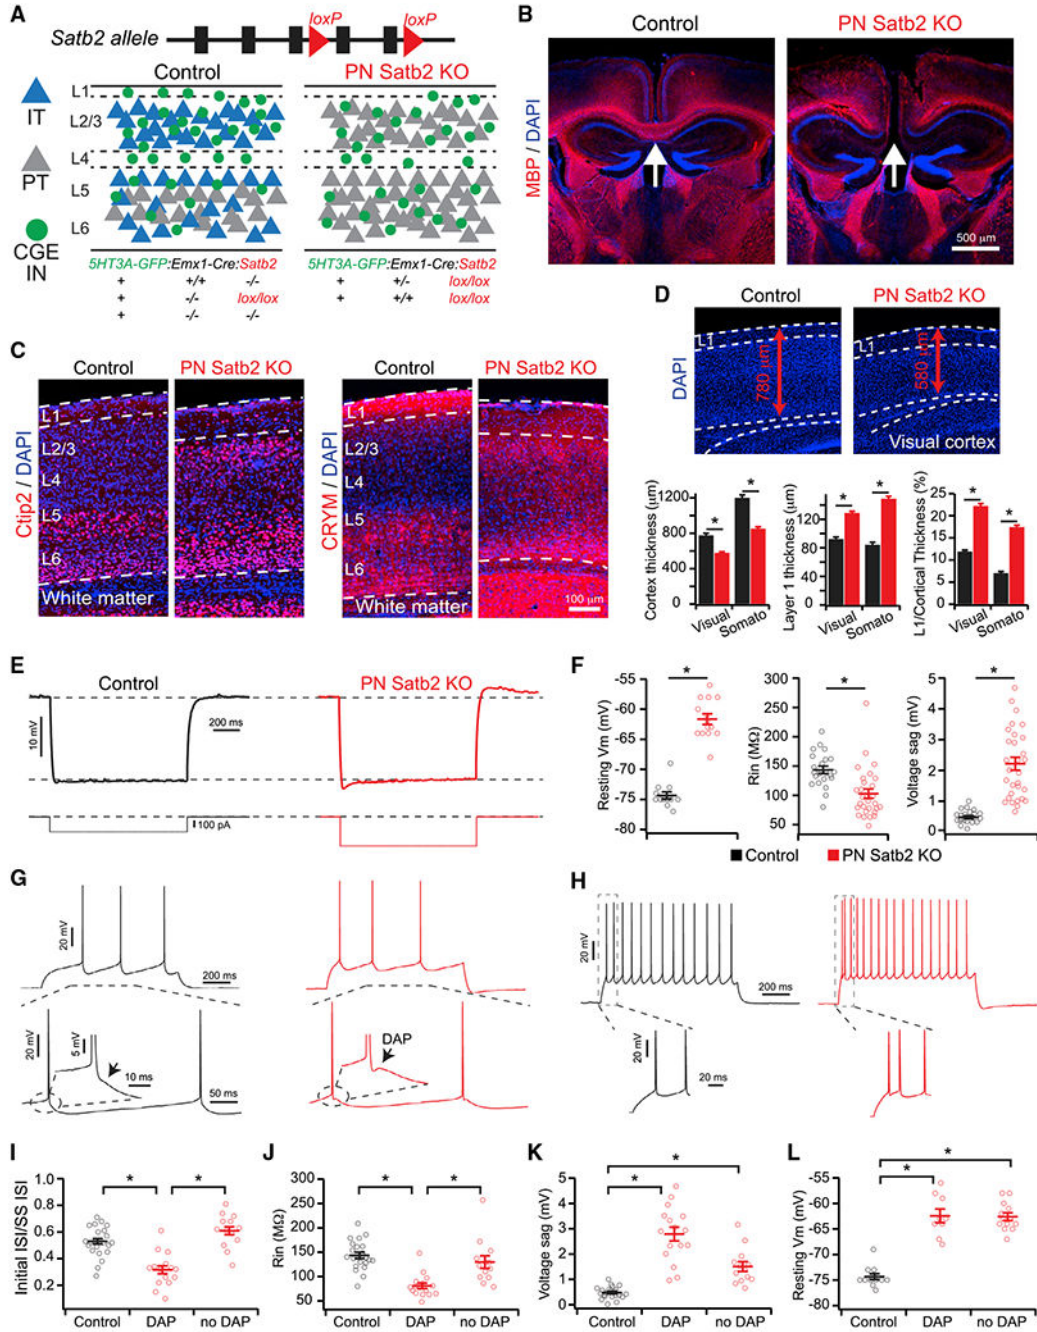 A
Satb2 allele
loxP
loxP
Control
PN Satb2 KO
IT
PT
CGE
IN
L1
L2/3
L4
L5
L6
5HT3A-GFP:Emx1-Cre:Satb2
+ +/+ -/-
+ -/- lox/lox
+ -/- -/-
5HT3A-GFP:Emx1-Cre:Satb2
+ +/- lox/lox
+ +/+ lox/lox
B
Control
PN Satb2 KO
MBP / DAPI
500 µm
C
Control
PN Satb2 KO
Control
PN Satb2 KO
Ctip2 / DAPI
L1
L2/3
L4
L5
L6
White matter
CRYM / DAPI
L1
L2/3
L4
L5
L6
White matter
100 µm
D
Control
PN Satb2 KO
DAPI
L1
780 µm
L1
580 µm
Visual cortex
Cortex thickness (µm)
1200
800
400
0
*
*
Visual
Somato
Layer 1 thickness (µm)
160
120
80
40
0
*
*
Visual
Somato
L1/Cortical Thickness (%)
25
20
15
10
5
0
*
*
Visual
Somato
E
Control
PN Satb2 KO
10 mV
200 ms
100 pA
F
Resting Vm (mV)
-55
-60
-65
-70
-75
-80
*
Rin (MΩ)
300
250
200
150
100
50
*
Voltage sag (mV)
5
4
3
2
1
0
*
Control
PN Satb2 KO
G
20 mV
200 ms
20 mV
5 mV
10 ms
50 ms
DAP
H
20 mV
200 ms
20 mV
20 ms
I
Initial ISI/SS ISI
1.0
0.8
0.6
0.4
0.2
*
*
Control
DAP
no DAP
J
Rin (MΩ)
300
250
200
150
100
50
*
*
Control
DAP
no DAP
K
Voltage sag (mV)
5
4
3
2
1
0
*
*
Control
DAP
no DAP
L
Resting Vm (mV)
-55
-60
-65
-70
-75
-80
*
*
Control
DAP
no DAP